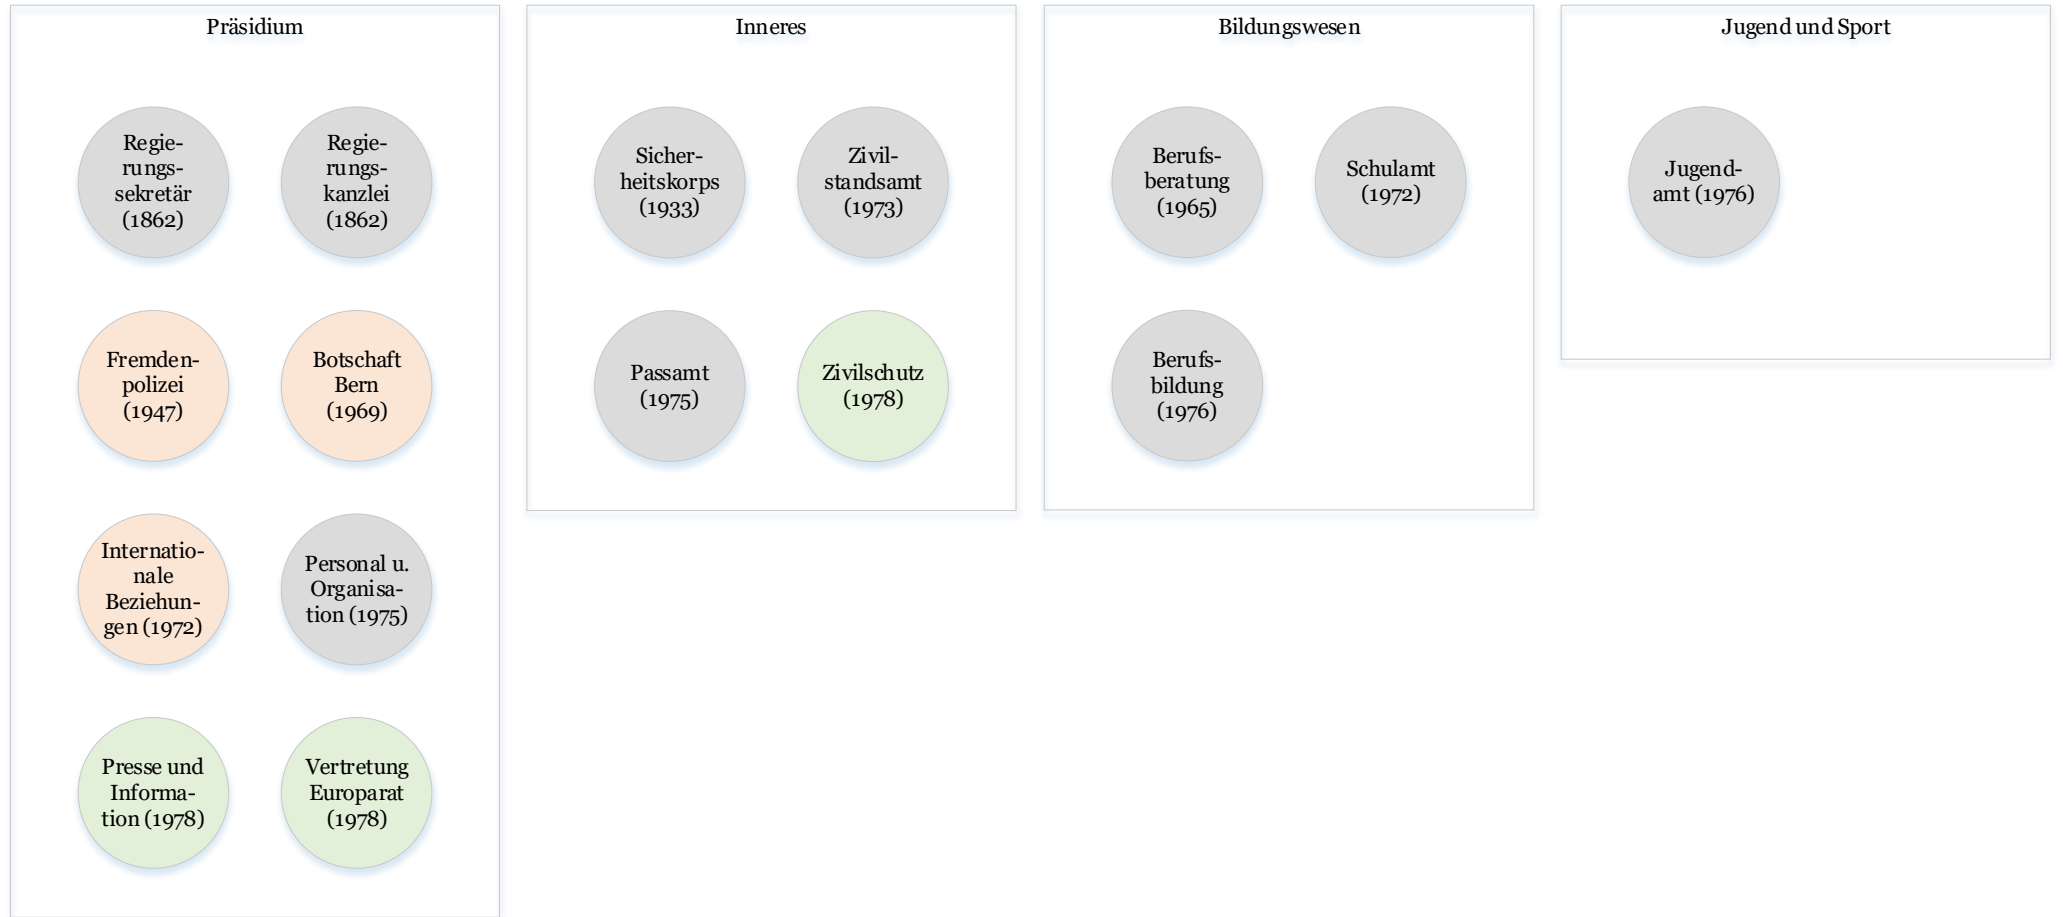 Präsidium
Regie-
rungs-
sekretär
(1862)
Regie-
rungs-
kanzlei
(1862)
Fremden-
polizei
(1947)
Botschaft
Bern
(1969)
Internatio-
nale
Beziehun-
gen (1972)
Personal u.
Organisa-
tion (1975)
Presse und
Informa-
tion (1978)
Vertretung
Europarat
(1978)
Inneres
Sicher-
heitskorps
(1933)
Zivil-
standsamt
(1973)
Passamt
(1975)
Zivilschutz
(1978)
Bildungswesen
Berufs-
beratung
(1965)
Schulamt
(1972)
Berufs-
bildung
(1976)
Jugend und Sport
Jugend-
amt (1976)